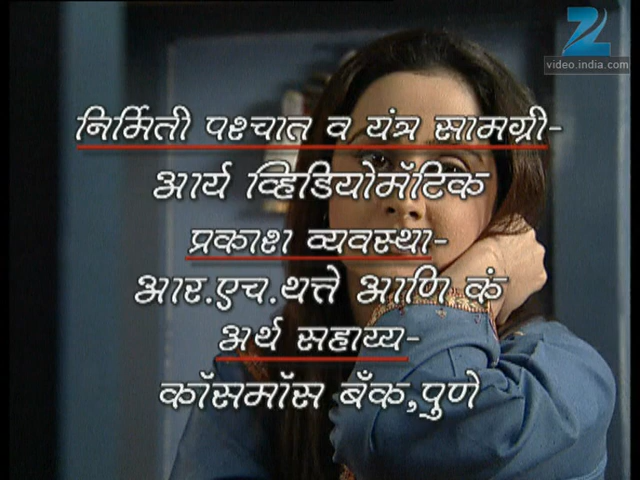 Z
video.india.com
निर्मिती पश्चात व यंत्र सामग्री-
आर्य व्हिडियोमॅटिक
प्रकाश व्यवस्था-
आर.एच.थत्ते आणि कं
अर्थ सहाय्य-
कॉसमॉस बँक,पुणे